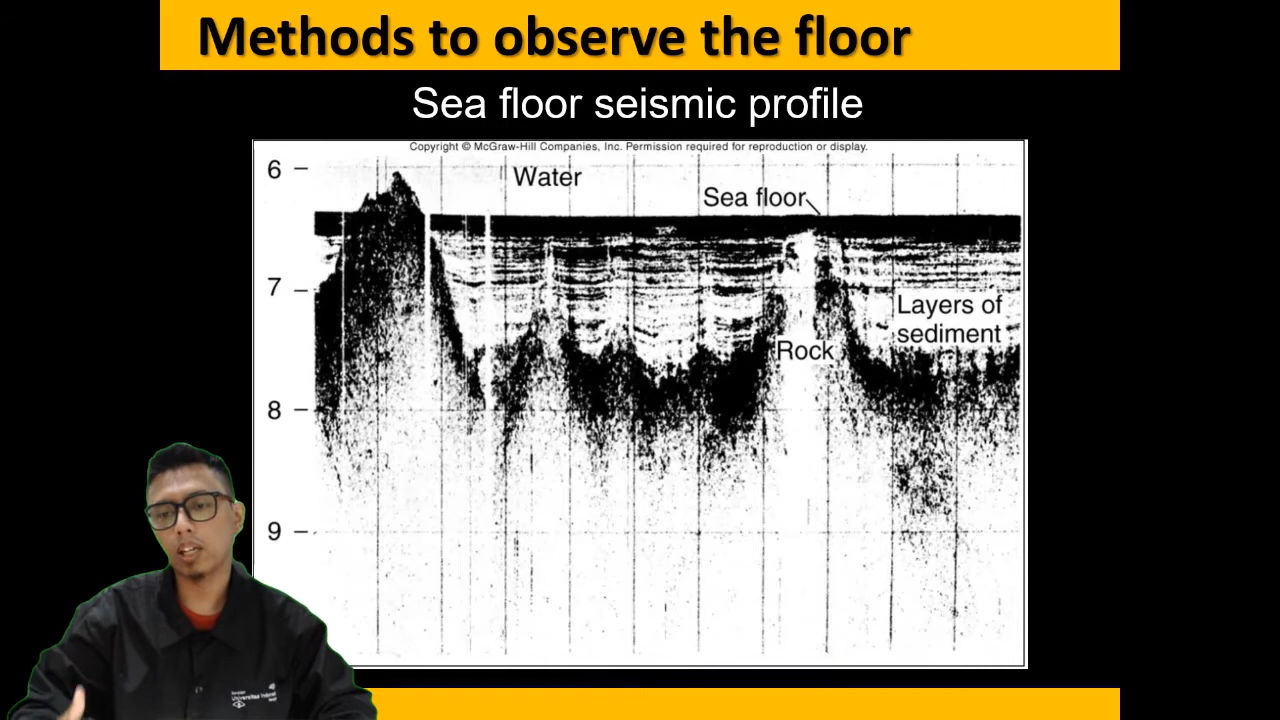 Methods to observe the floor
Sea floor seismic profile
Copyright © McGraw-Hill Companies, Inc. Permission required for reproduction or display.
6
Water
Sea floor
7
Layers of
sediment
Rock
8
9
Universitas